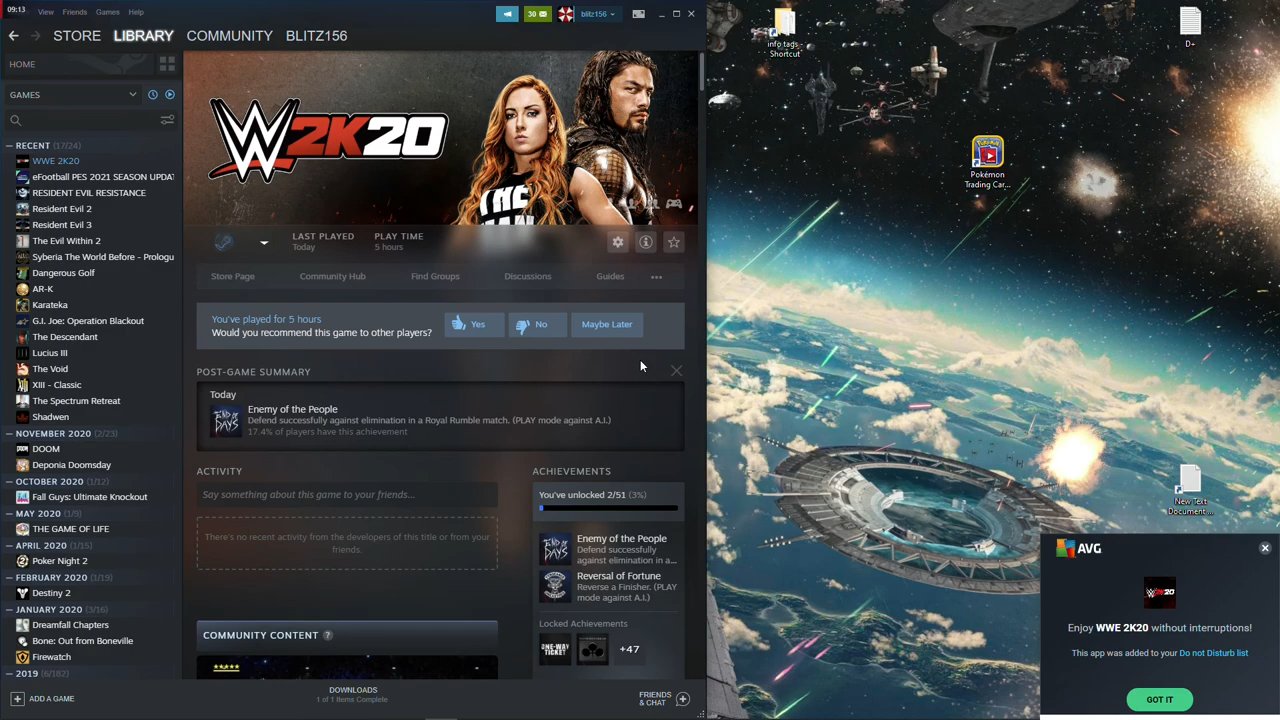 09:13
View
Friends
Games
Help
30
blitz156
STORE
LIBRARY
COMMUNITY
BLITZ156
HOME
GAMES
RECENT (17/24)
WWE 2K20
eFootball PES 2021 SEASON UPDA
RESIDENT EVIL RESISTANCE
Resident Evil 2
Resident Evil 3
The Evil Within 2
Syberia The World Before - Prologu
Dangerous Golf
AR-K
Karateka
G.I. Joe: Operation Blackout
The Descendant
Lucius III
The Void
XIII - Classic
The Spectrum Retreat
Shadwen
NOVEMBER 2020 (2/23)
DOOM
Deponia Doomsday
OCTOBER 2020 (1/12)
Fall Guys: Ultimate Knockout
MAY 2020 (1/9)
THE GAME OF LIFE
APRIL 2020 (1/15)
Poker Night 2
FEBRUARY 2020 (1/19)
Destiny 2
JANUARY 2020 (3/16)
Dreamfall Chapters
Bone: Out from Boneville
Firewatch
2019 (6/182)
ADD A GAME
W 2K20
THE
LAST PLAYED
Today
PLAY TIME
5 hours
Store Page
Community Hub
Find Groups
Discussions
Guides
You've played for 5 hours
Would you recommend this game to other players?
Yes
No
Maybe Later
POST-GAME SUMMARY
Today
Enemy of the People
Defend successfully against elimination in a Royal Rumble match. (PLAY mode against A.I.)
17.4% of players have this achievement
ACTIVITY
Say something about this game to your friends...
There's no recent activity from the developers of this title or from your
friends.
COMMUNITY CONTENT ?
ACHIEVEMENTS
You've unlocked 2/51 (3%)
Enemy of the People
Defend successfully
against elimination in a...
Reversal of Fortune
Reverse a Finisher. (PLAY
mode against A.I.)
Locked Achievements
ONE-WAY
TICKET
+47
DOWNLOADS
1 of 1 Items Complete
FRIENDS
& CHAT
info tags -
Shortcut
D+
Pokémon
Trading Car...
New Text
Document ...
AVG
2K20
Enjoy WWE 2K20 without interruptions!
This app was added to your Do not Disturb list
GOT IT